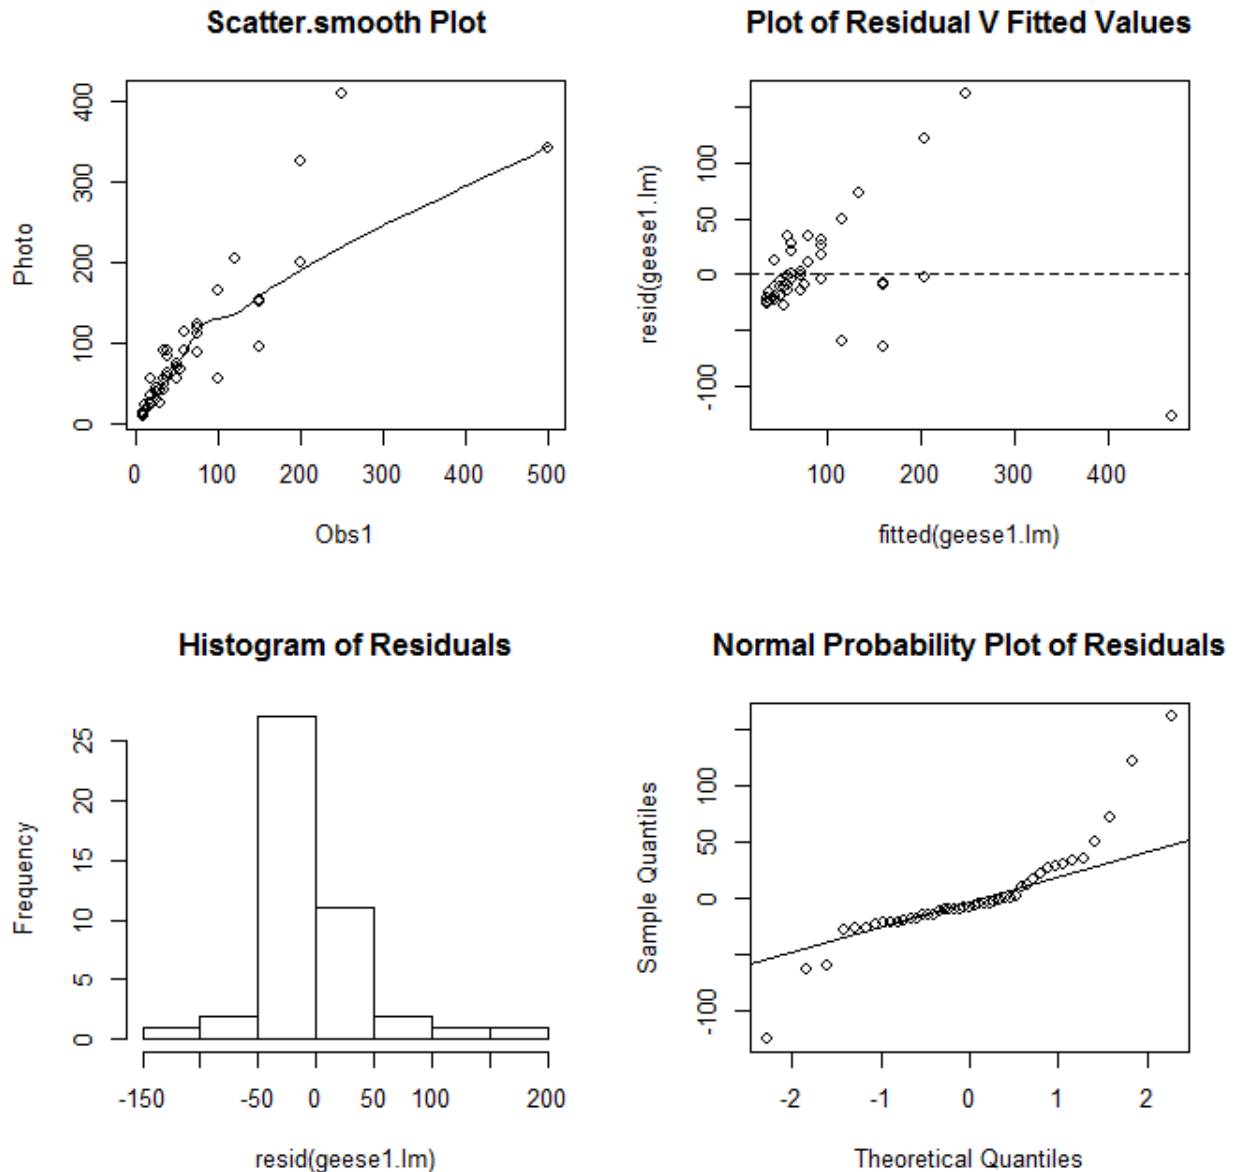 Scatter.smooth Plot
400
300
200
100
0
Photo
0 100 200 300 400 500
Obs1
Plot of Residual V Fitted Values
100
50
0
-100
resid(geese1.lm)
100 200 300 400
fitted(geese1.lm)
Histogram of Residuals
25
20
15
10
5
0
Frequency
-150 -50 0 50 100 200
resid(geese1.lm)
Normal Probability Plot of Residuals
100
50
0
-100
Sample Quantiles
-2 -1 0 1 2
Theoretical Quantiles